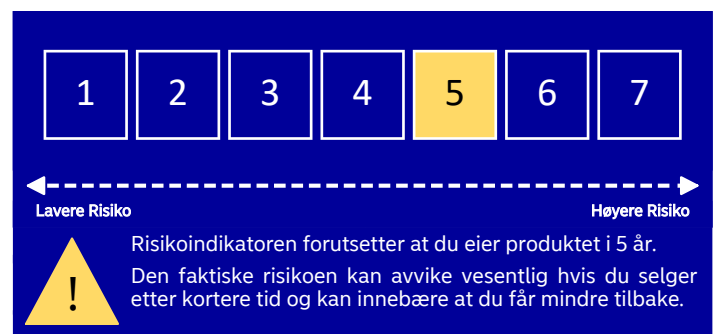 1 2 3 4 5 6 7
Lavere Risiko Høyere Risiko
Risikoindikatoren forutsetter at du eier produktet i 5 år.
Den faktiske risikoen kan avvike vesentlig hvis du selger
etter kortere tid og kan innebære at du får mindre tilbake.
!